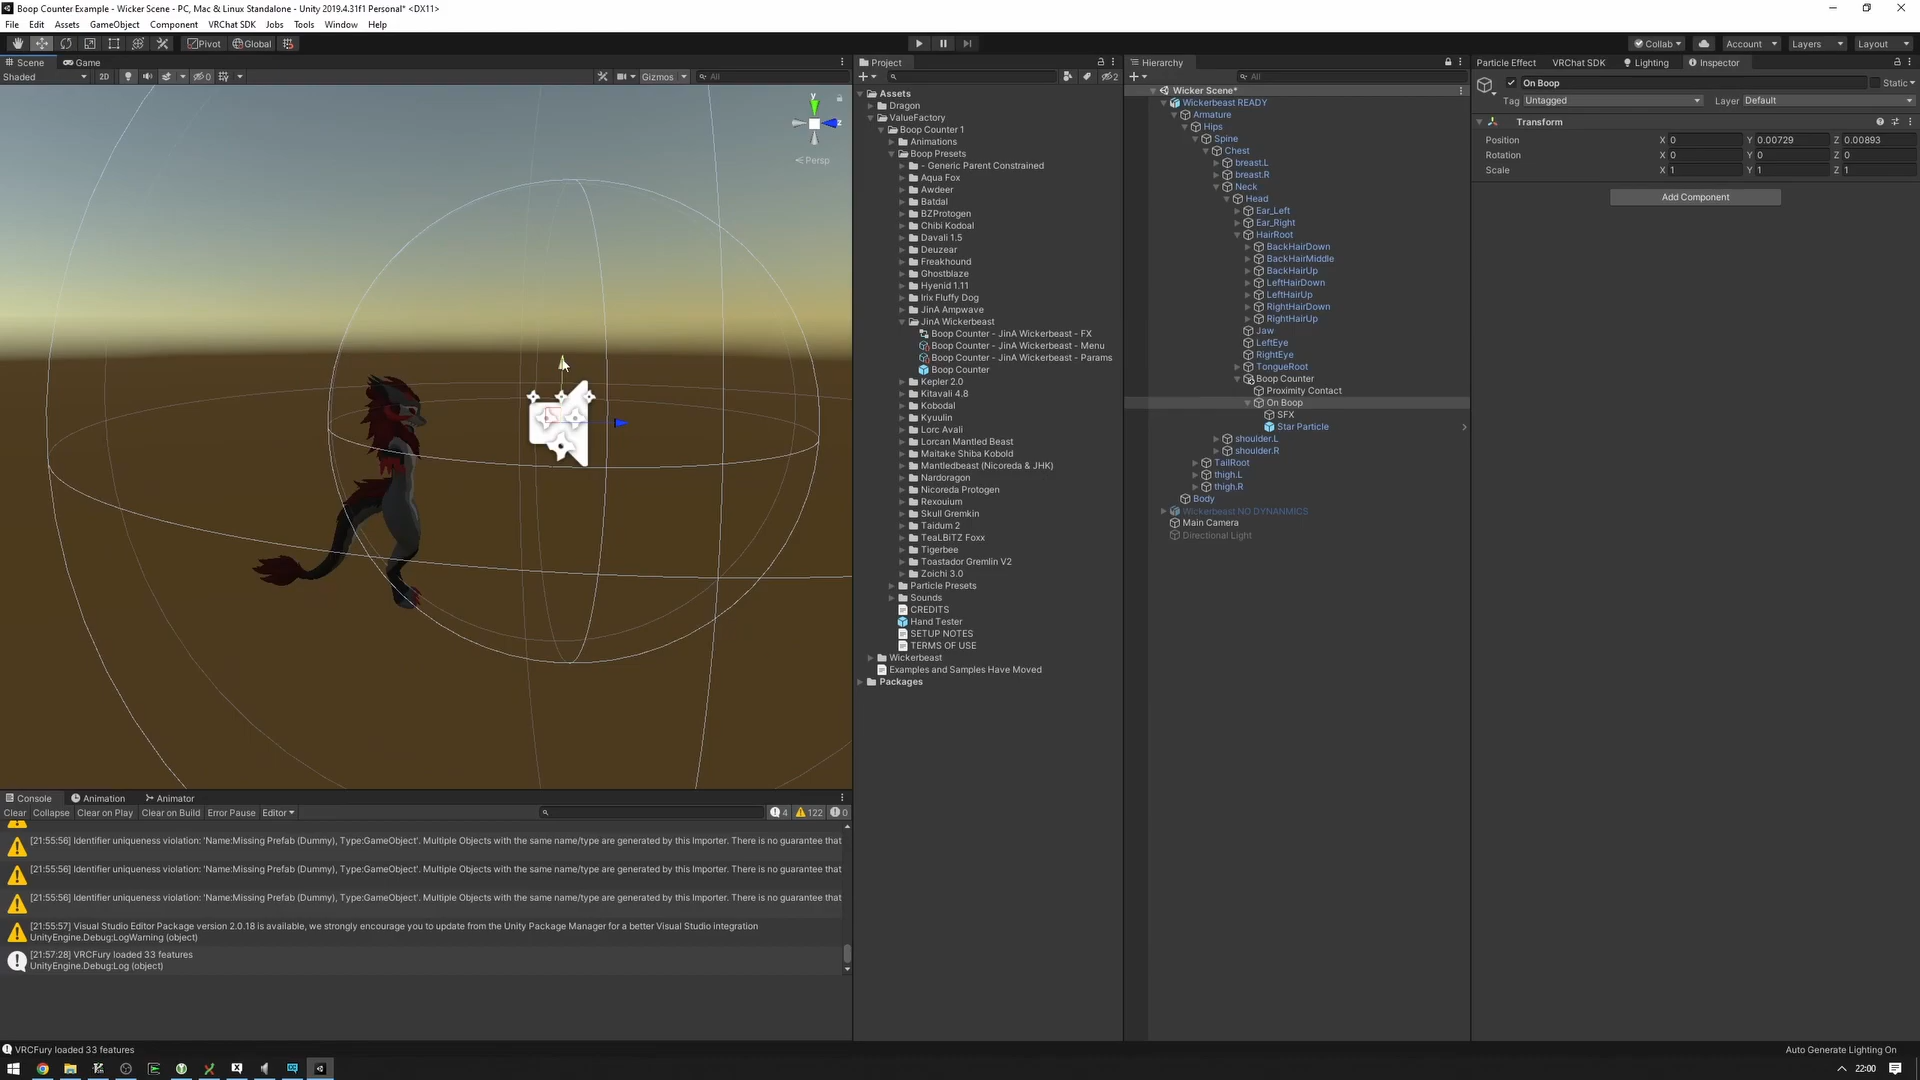 Boop Counter Example - Wicker Scene - PC, Mac & Linux Standalone - Unity 2019.4.31f1 Personal* <DX11>
File Edit Assets GameObject Component VRChat SDK Jobs Tools Window Help
Pivot Global Collab Account Layers Layout
Scene Game
Shaded 2D 0 Gizmos All
y
z
Persp
Console Animation Animator
Clear Collapse Clear on Play Clear on Build Error Pause Editor 4 122 0
[21:55:56] Identifier uniqueness violation: 'Name:Missing Prefab (Dummy), Type:GameObject'. Multiple Objects with the same name/type are generated by this Importer. There is no guarantee that
[21:55:56] Identifier uniqueness violation: 'Name:Missing Prefab (Dummy), Type:GameObject'. Multiple Objects with the same name/type are generated by this Importer. There is no guarantee that
[21:55:56] Identifier uniqueness violation: 'Name:Missing Prefab (Dummy), Type:GameObject'. Multiple Objects with the same name/type are generated by this Importer. There is no guarantee that
[21:55:57] Visual Studio Editor Package version 2.0.18 is available, we strongly encourage you to update from the Unity Package Manager for a better Visual Studio integration
UnityEngine.Debug:LogWarning (object)
[21:57:28] VRCFury loaded 33 features
UnityEngine.Debug:Log (object)
Project
2
Assets
Dragon
ValueFactory
Boop Counter 1
Animations
Boop Presets
- Generic Parent Constrained
Aqua Fox
Awdeer
Batdal
BZProtogen
Chibi Kodoal
Davali 1.5
Deuzear
Freakhound
Ghostblaze
Hyenid 1.11
Irix Fluffy Dog
JinA Ampwave
JinA Wickerbeast
Boop Counter - JinA Wickerbeast - FX
Boop Counter - JinA Wickerbeast - Menu
Boop Counter - JinA Wickerbeast - Params
Boop Counter
Kepler 2.0
Kitavali 4.8
Kobodal
Kyuulin
Lorc Avali
Lorcan Mantled Beast
Maitake Shiba Kobold
Mantledbeast (Nicoreda & JHK)
Nardoragon
Nicoreda Protogen
Rexouium
Skull Gremkin
Taidum 2
TeaLBiTZ Foxx
Tigerbee
Toastador Gremlin V2
Zoichi 3.0
Particle Presets
Sounds
CREDITS
Hand Tester
SETUP NOTES
TERMS OF USE
Wickerbeast
Examples and Samples Have Moved
Packages
Hierarchy
All
Wicker Scene*
Wickerbeast READY
Armature
Hips
Spine
Chest
breast.L
breast.R
Neck
Head
Ear_Left
Ear_Right
HairRoot
BackHairDown
BackHairMiddle
BackHairUp
LeftHairDown
LeftHairUp
RightHairDown
RightHairUp
Jaw
LeftEye
RightEye
TongueRoot
Boop Counter
Proximity Contact
On Boop
SFX
Star Particle
shoulder.L
shoulder.R
TailRoot
thigh.L
thigh.R
Body
Wickerbeast NO DYNANMICS
Main Camera
Directional Light
Particle Effect VRChat SDK Lighting Inspector
On Boop Static
Tag Untagged Layer Default
Transform
Position X 0 Y 0.00729 Z 0.00893
Rotation X 0 Y 0 Z 0
Scale X 1 Y 1 Z 1
Add Component
VRCFury loaded 33 features Auto Generate Lighting On
22:00